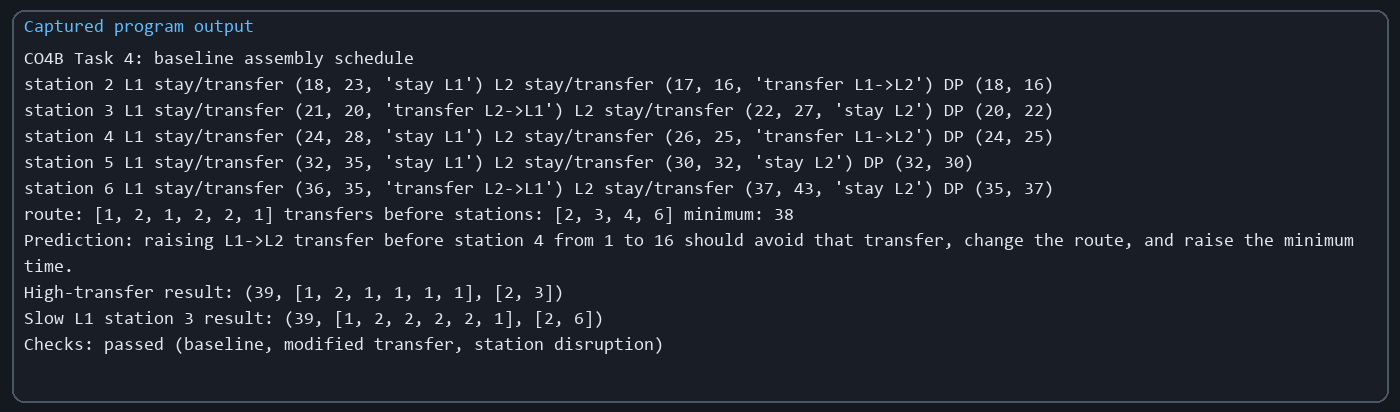 Captured program output
CO4B Task 4: baseline assembly schedule
station 2 L1 stay/transfer (18, 23, 'stay L1') L2 stay/transfer (17, 16, 'transfer L1->L2') DP (18, 16)
station 3 L1 stay/transfer (21, 20, 'transfer L2->L1') L2 stay/transfer (22, 27, 'stay L2') DP (20, 22)
station 4 L1 stay/transfer (24, 28, 'stay L1') L2 stay/transfer (26, 25, 'transfer L1->L2') DP (24, 25)
station 5 L1 stay/transfer (32, 35, 'stay L1') L2 stay/transfer (30, 32, 'stay L2') DP (32, 30)
station 6 L1 stay/transfer (36, 35, 'transfer L2->L1') L2 stay/transfer (37, 43, 'stay L2') DP (35, 37)
route: [1, 2, 1, 2, 2, 1] transfers before stations: [2, 3, 4, 6] minimum: 38
Prediction: raising L1->L2 transfer before station 4 from 1 to 16 should avoid that transfer, change the route, and raise the minimum
time.
High-transfer result: (39, [1, 2, 1, 1, 1, 1], [2, 3])
Slow L1 station 3 result: (39, [1, 2, 2, 2, 2, 1], [2, 6])
Checks: passed (baseline, modified transfer, station disruption)